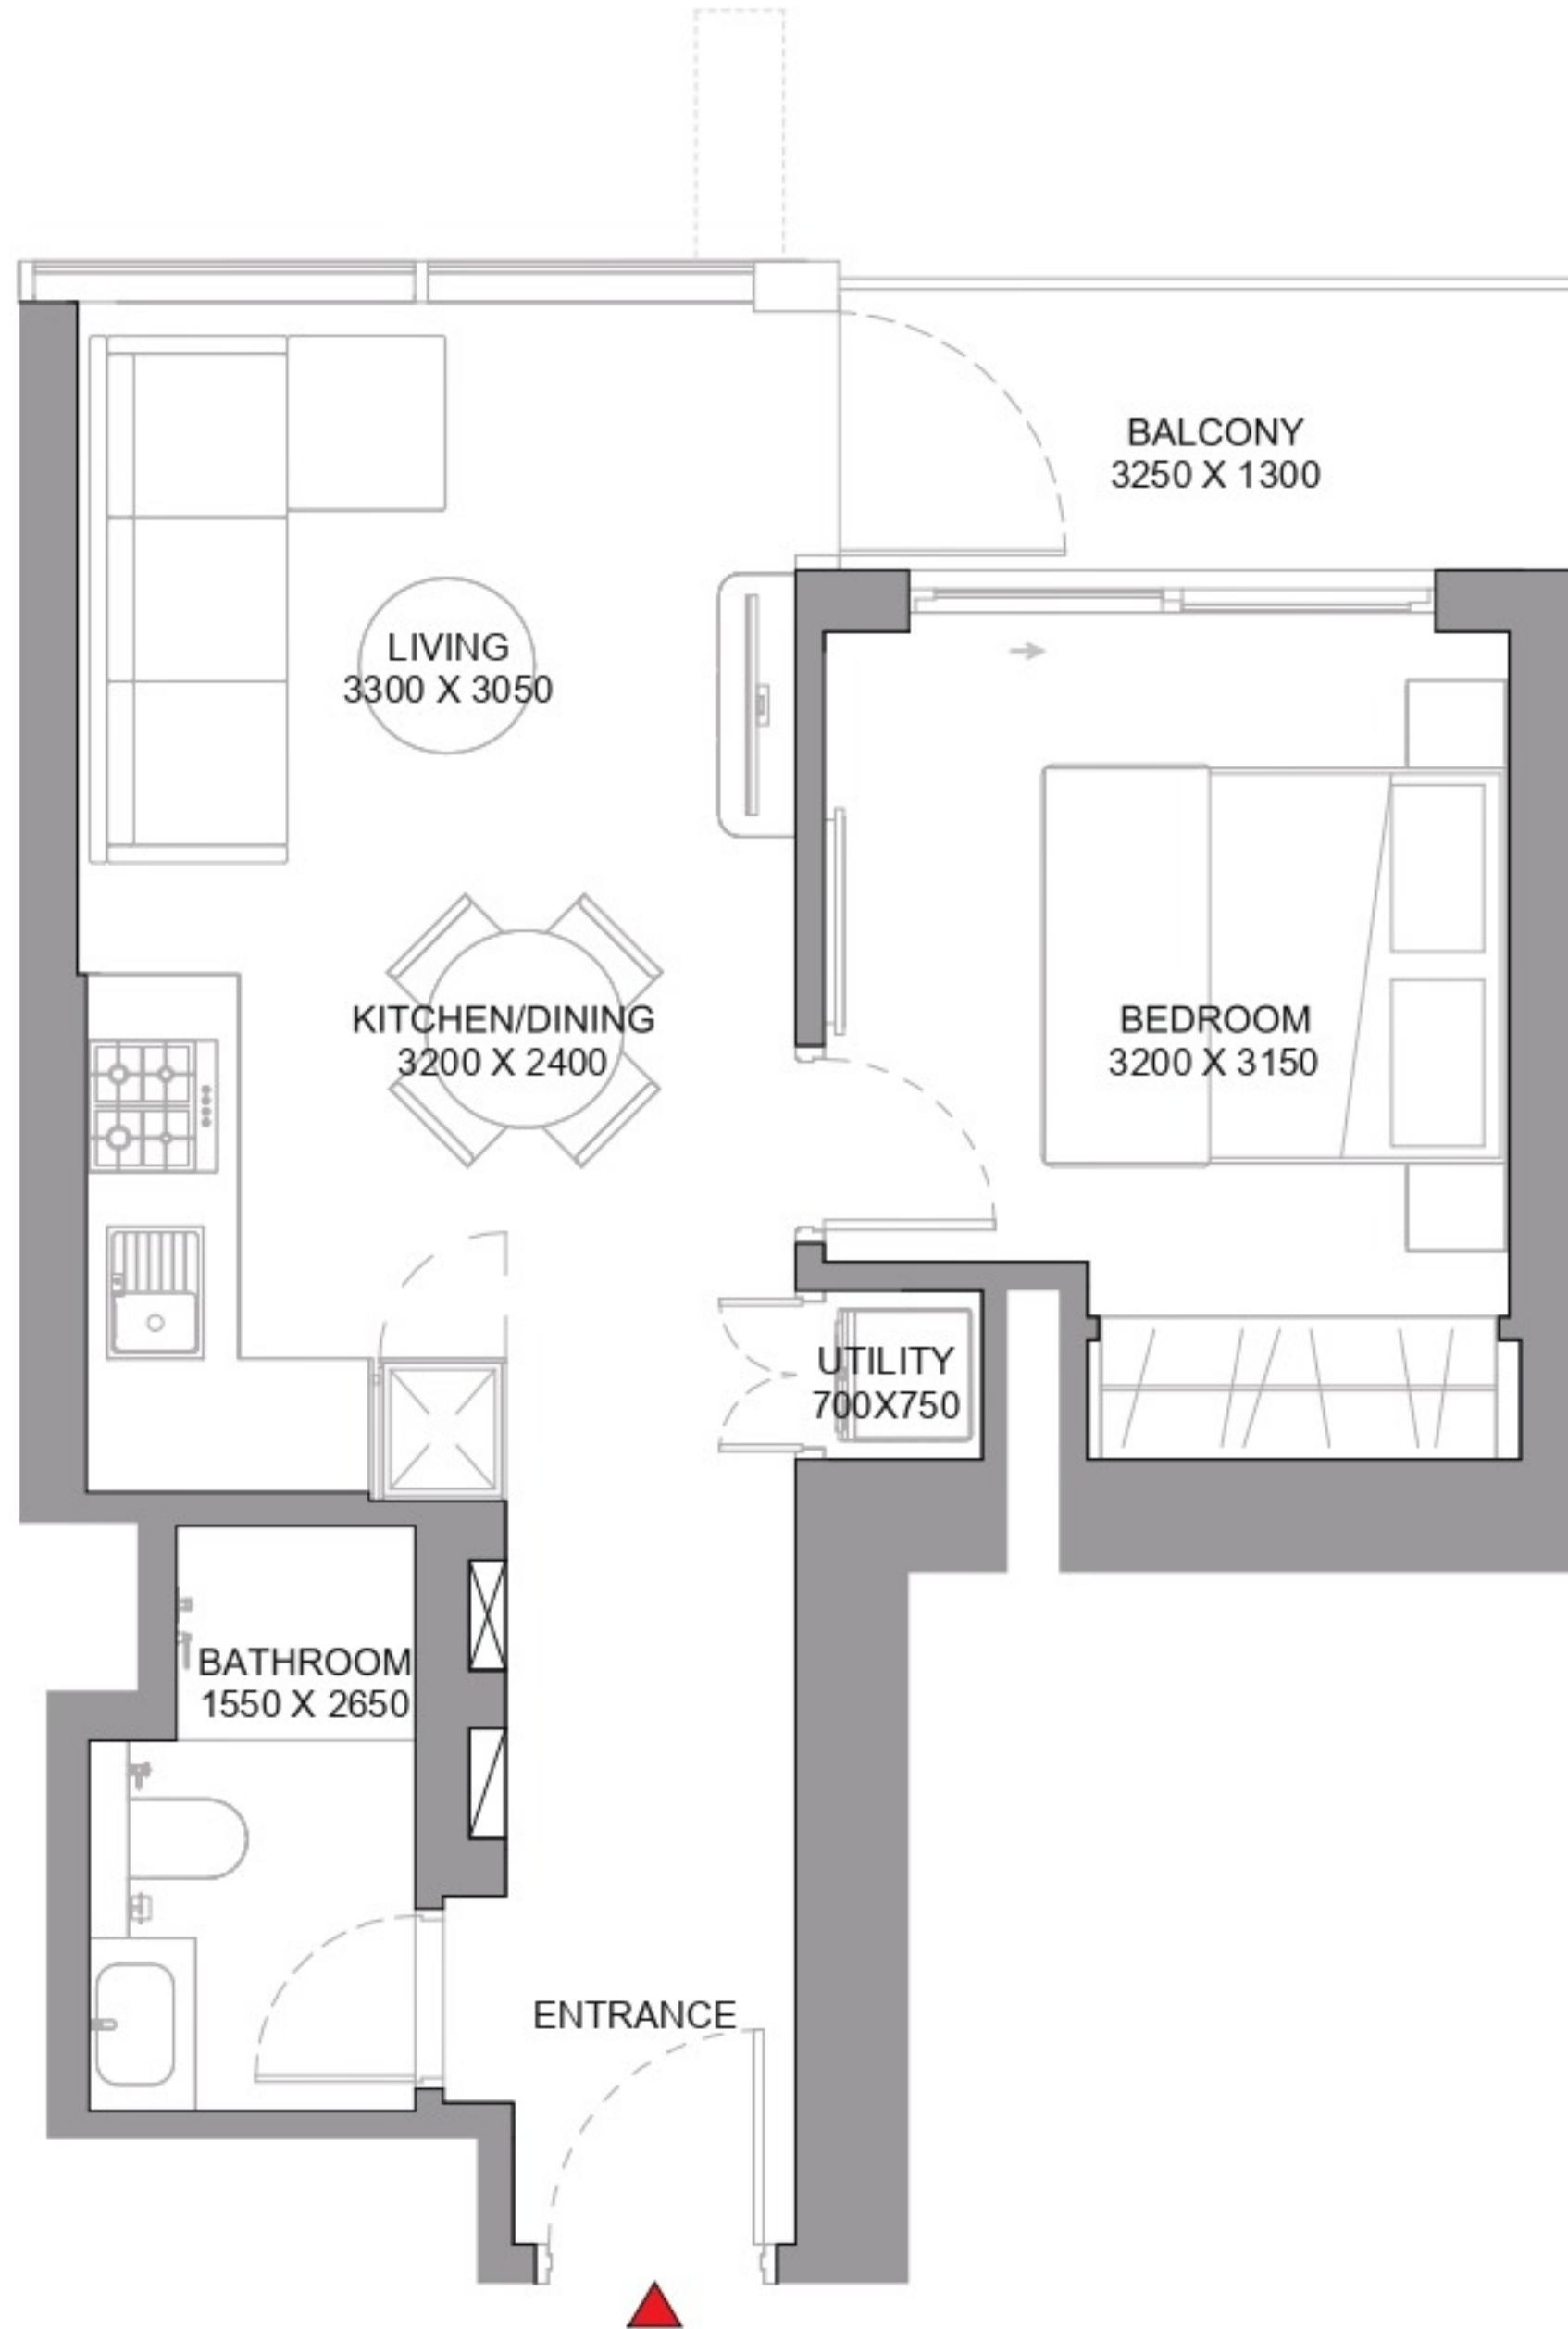 BALCONY
3250 X 1300
LIVING
3300 X 3050
KITCHEN/DINING
3200 X 2400
BEDROOM
3200 X 3150
UTILITY
700X750
BATHROOM
1550 X 2650
ENTRANCE